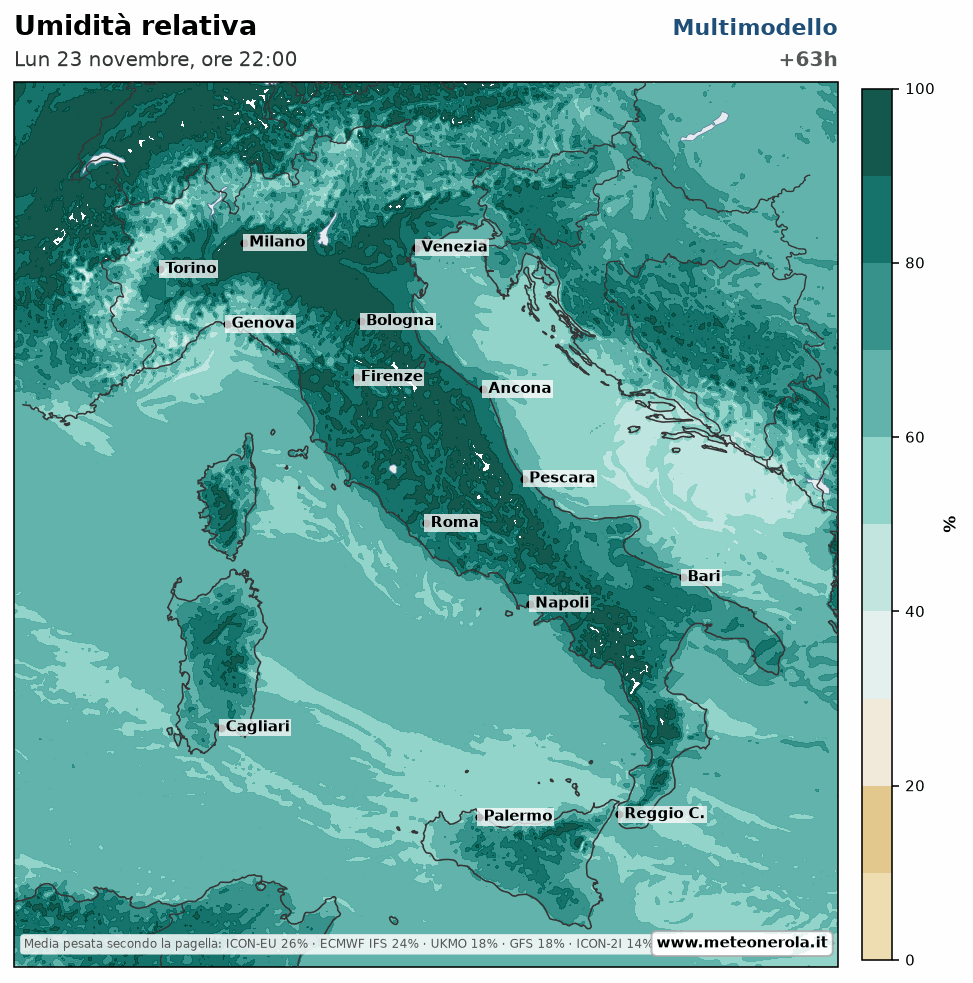 Umidità relativa
Multimodello
Lun 23 novembre, ore 22:00
+63h
100
80
60
40
20
0
%
Milano
Venezia
Torino
Genova
Bologna
Firenze
Ancona
Pescara
Roma
Bari
Napoli
Cagliari
Palermo
Reggio C.
Media pesata secondo la pagella: ICON-EU 26% · ECMWF IFS 24% · UKMO 18% · GFS 18% · ICON-2I 14%
www.meteonerola.it